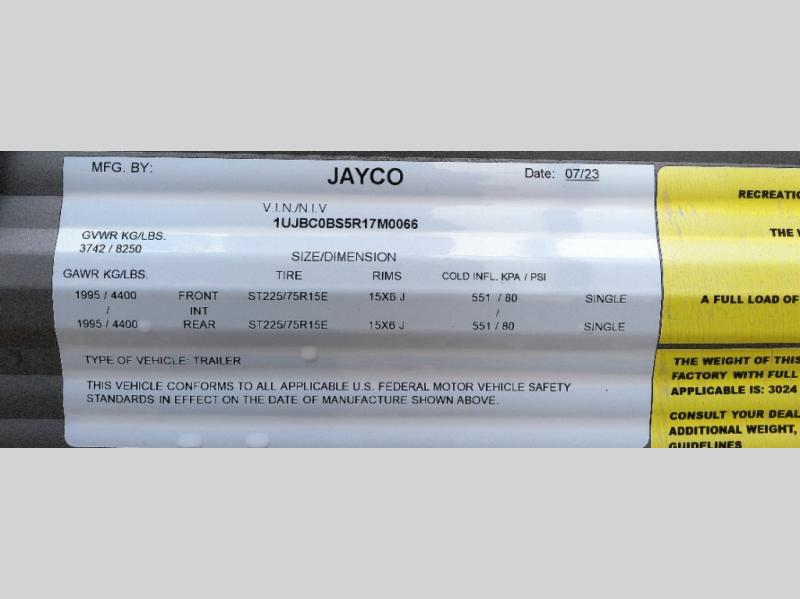 MFG. BY:
JAYCO
Date: 07/23
V.I.N./N.I.V
1UJBC0BS5R17M0066
GVWR KG/LBS.
3742 / 8250
SIZE/DIMENSION
GAWR KG/LBS. TIRE RIMS COLD INFL. KPA / PSI
1995 / 4400 FRONT ST225/75R15E 15X6 J 551 / 80 SINGLE
/ INT /
1995 / 4400 REAR ST225/75R15E 15X6 J 551 / 80 SINGLE
TYPE OF VEHICLE: TRAILER
THIS VEHICLE CONFORMS TO ALL APPLICABLE U.S. FEDERAL MOTOR VEHICLE SAFETY
STANDARDS IN EFFECT ON THE DATE OF MANUFACTURE SHOWN ABOVE.
THE
A FULL LOAD OF
THE WEIGHT OF THIS
FACTORY WITH FULL
APPLICABLE IS: 3024
CONSULT YOUR
ADDITIONAL WEIGHT,
GUIDELINES